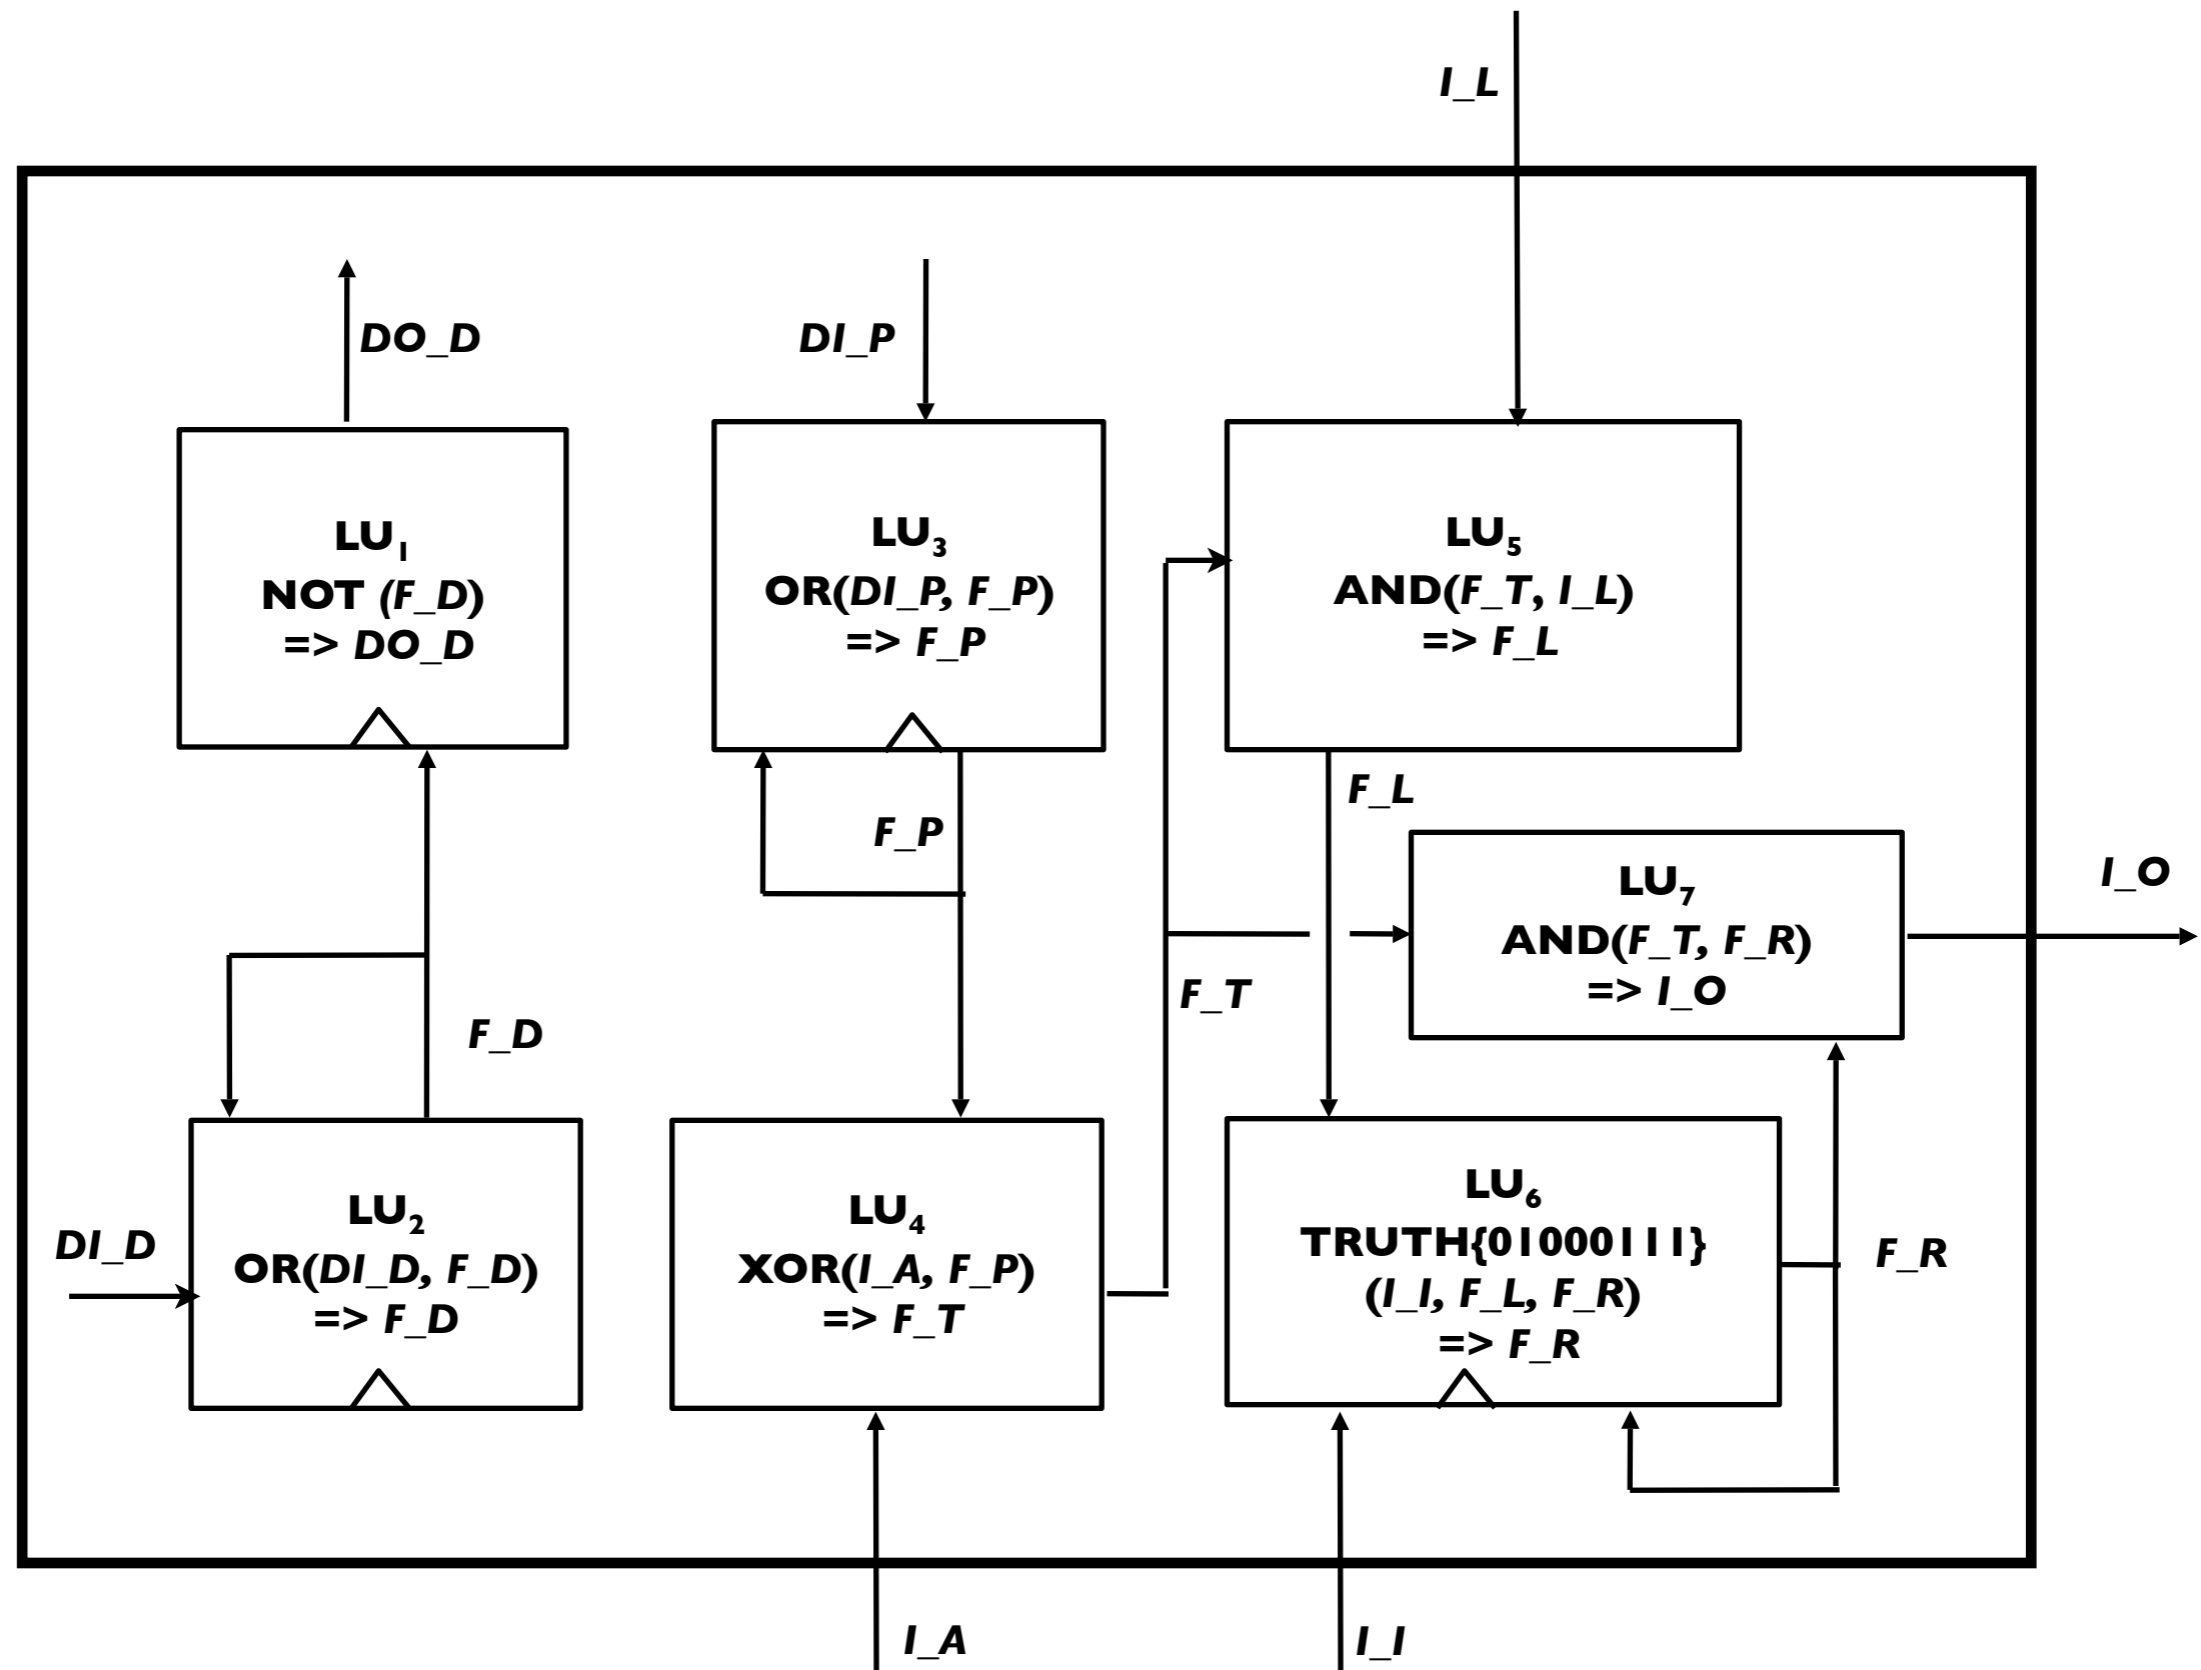 I_L
DO_D
DI_P
LU1
NOT (F_D)
=> DO_D
LU3
OR(DI_P, F_P)
=> F_P
LU5
AND(F_T, I_L)
=> F_L
F_L
F_P
LU7
AND(F_T, F_R)
=> I_O
I_O
F_T
F_D
DI_D
LU2
OR(DI_D, F_D)
=> F_D
LU4
XOR(I_A, F_P)
=> F_T
LU6
TRUTH{01000111}
(I_I, F_L, F_R)
=> F_R
F_R
I_A
I_I